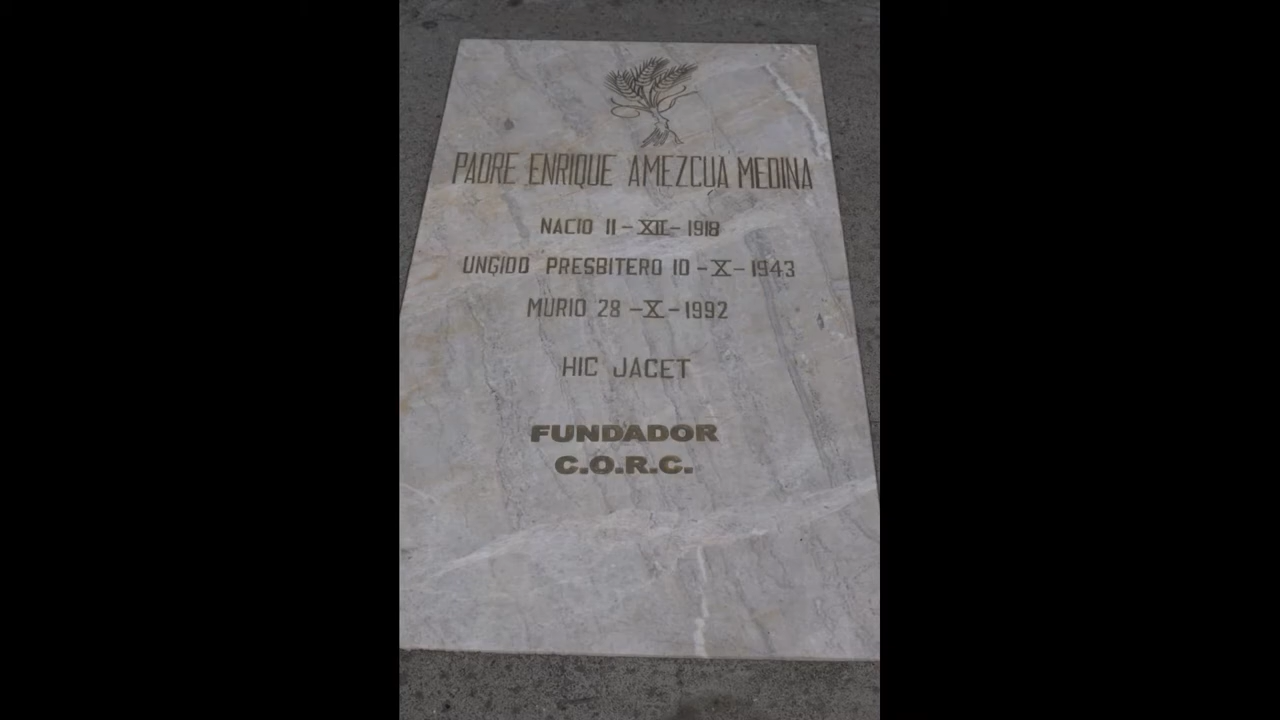 PADRE ENRIQUE AMEZCUA MEDINA
NACIO 11-XII-1918
UNGIDO PRESBITERO 10-X-1943
MURIO 28-X-1992
HIC JACET
FUNDADOR
C.O.R.C.